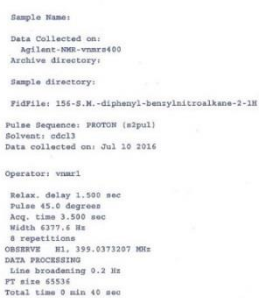 Sample Name:
Data Collected on:
Agilent-NMR-vnmrs400
Archive directory:
Sample directory:
FidFile: 156-S.M.-diphenyl-benzylnitroalkane-2-1H
Pulse Sequence: PROTON (s2pul)
Solvent: cdcl3
Data collected on: Jul 10 2016
Operator: vnmr1
Relax. delay 1.500 sec
Pulse 45.0 degrees
Acq. time 3.500 sec
Width 6377.6 Hz
8 repetitions
OBSERVE H1, 399.0373207 MHz
DATA PROCESSING
Line broadening 0.2 Hz
FT size 65536
Total time 0 min 40 sec